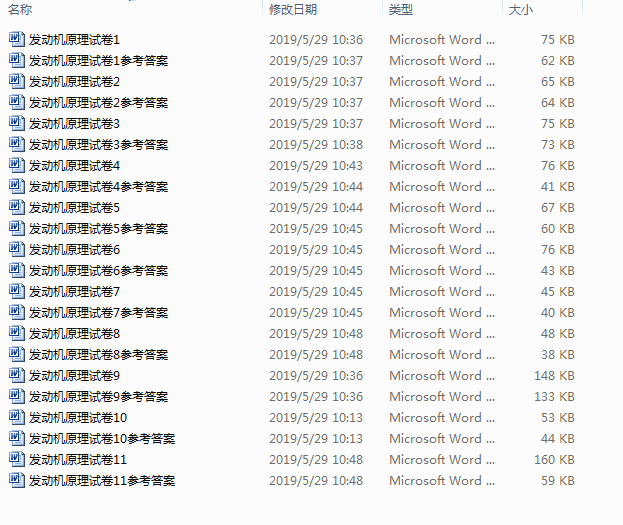 名称 修改日期 类型 大小
发动机原理试卷1 2019/5/29 10:36 Microsoft Word ... 75 KB
发动机原理试卷1参考答案 2019/5/29 10:37 Microsoft Word ... 62 KB
发动机原理试卷2 2019/5/29 10:37 Microsoft Word ... 65 KB
发动机原理试卷2参考答案 2019/5/29 10:37 Microsoft Word ... 64 KB
发动机原理试卷3 2019/5/29 10:37 Microsoft Word ... 75 KB
发动机原理试卷3参考答案 2019/5/29 10:38 Microsoft Word ... 73 KB
发动机原理试卷4 2019/5/29 10:43 Microsoft Word ... 76 KB
发动机原理试卷4参考答案 2019/5/29 10:44 Microsoft Word ... 41 KB
发动机原理试卷5 2019/5/29 10:44 Microsoft Word ... 67 KB
发动机原理试卷5参考答案 2019/5/29 10:45 Microsoft Word ... 60 KB
发动机原理试卷6 2019/5/29 10:45 Microsoft Word ... 76 KB
发动机原理试卷6参考答案 2019/5/29 10:45 Microsoft Word ... 43 KB
发动机原理试卷7 2019/5/29 10:45 Microsoft Word ... 45 KB
发动机原理试卷7参考答案 2019/5/29 10:45 Microsoft Word ... 40 KB
发动机原理试卷8 2019/5/29 10:48 Microsoft Word ... 48 KB
发动机原理试卷8参考答案 2019/5/29 10:48 Microsoft Word ... 38 KB
发动机原理试卷9 2019/5/29 10:36 Microsoft Word ... 148 KB
发动机原理试卷9参考答案 2019/5/29 10:36 Microsoft Word ... 133 KB
发动机原理试卷10 2019/5/29 10:13 Microsoft Word ... 53 KB
发动机原理试卷10参考答案 2019/5/29 10:13 Microsoft Word ... 44 KB
发动机原理试卷11 2019/5/29 10:48 Microsoft Word ... 160 KB
发动机原理试卷11参考答案 2019/5/29 10:48 Microsoft Word ... 59 KB